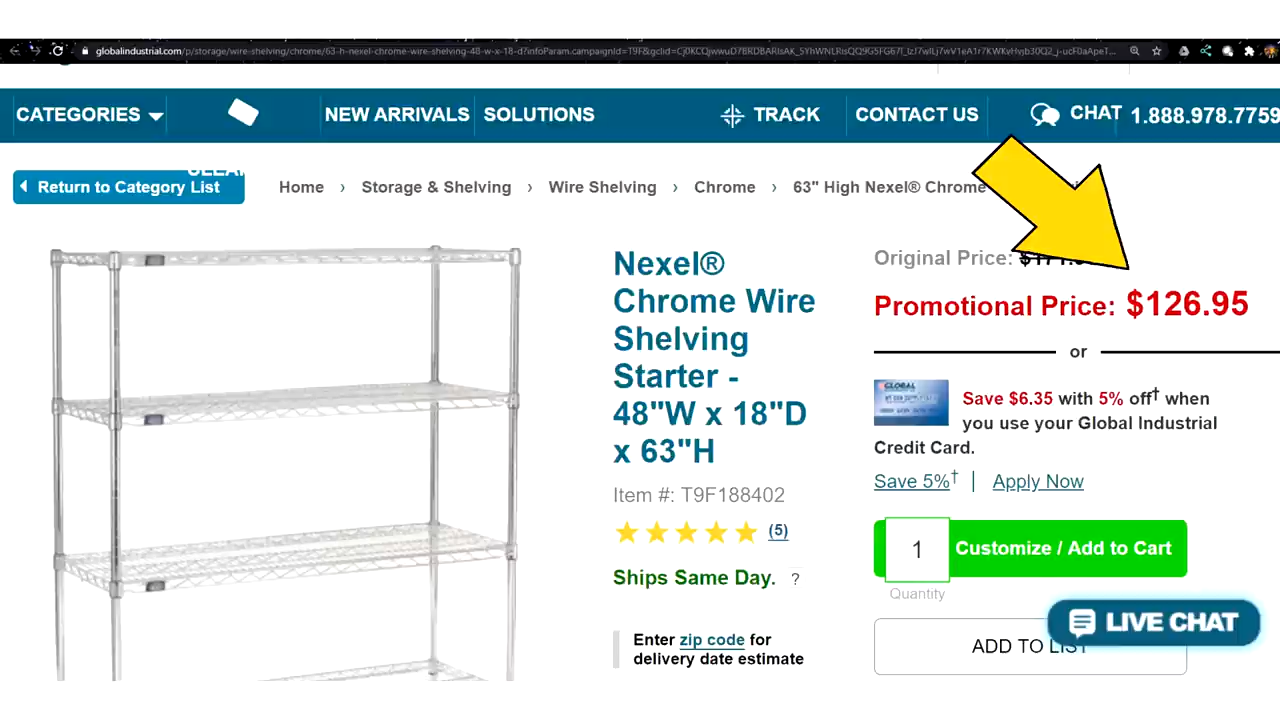 globalindustrial.com/p/storage/wire-shelving/chrome/63-h-nexel-chrome-wire-shelving-48-w-x-18-d?infoParam.campaignId=T9F&gclid=
CATEGORIES
NEW ARRIVALS
SOLUTIONS
TRACK
CONTACT US
CHAT
1.888.978.7759
Return to Category List
Home › Storage & Shelving › Wire Shelving › Chrome › 63" High Nexel® Chrome
Nexel®
Chrome Wire
Shelving
Starter -
48"W x 18"D
x 63"H
Item #: T9F188402
(5)
Ships Same Day. ?
Enter zip code for
delivery date estimate
Original Price:
Promotional Price: $126.95
or
GLOBAL
Save $6.35 with 5% off† when
you use your Global Industrial
Credit Card.
Save 5%† | Apply Now
1
Customize / Add to Cart
Quantity
LIVE CHAT
ADD TO LIST